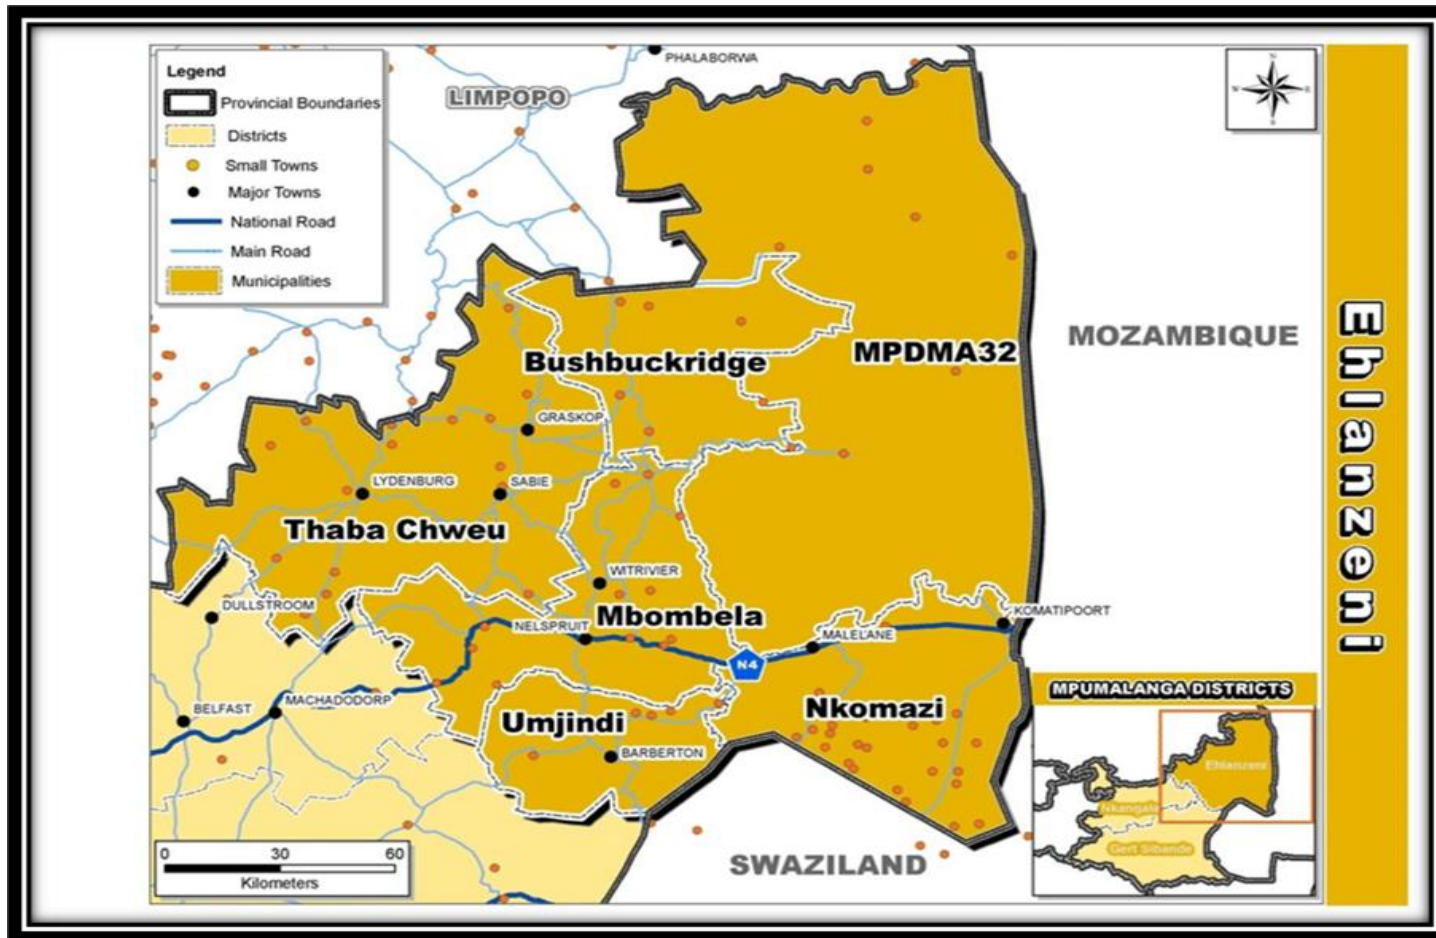 Legend
Provincial Boundaries
Districts
Small Towns
Major Towns
National Road
Main Road
Municipalities
PHALABORWA
LIMPOPO
N
E
S
MOZAMBIQUE
MPDMA32
Bushbuckridge
GRASKOP
LYDENBURG
SABIE
Thaba Chweu
WITRIVIER
DULLSTROOM
Mbombela
NELSPRUIT
KOMATIPOORT
MALELANE
N4
BELFAST
MACHADODORP
Umjindi
Nkomazi
BARBERTON
SWAZILAND
0 30 60
Kilometers
MPUMALANGA DISTRICTS
Ehlanzeni
Nkangala
Gert Sibande
Ehlanzeni